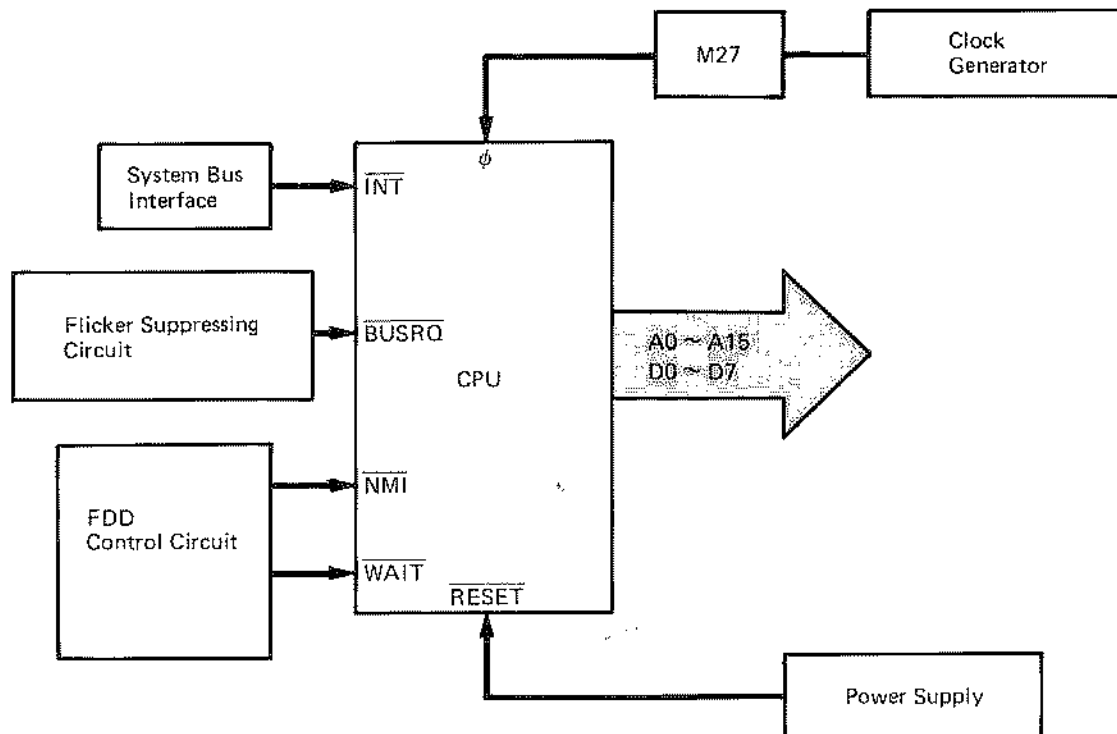 M27
Clock
Generator
φ
System Bus
Interface
INT
Flicker Suppressing
Circuit
BUSRQ
A0 ~ A15
D0 ~ D7
CPU
NMI
FDD
Control Circuit
WAIT
RESET
Power Supply